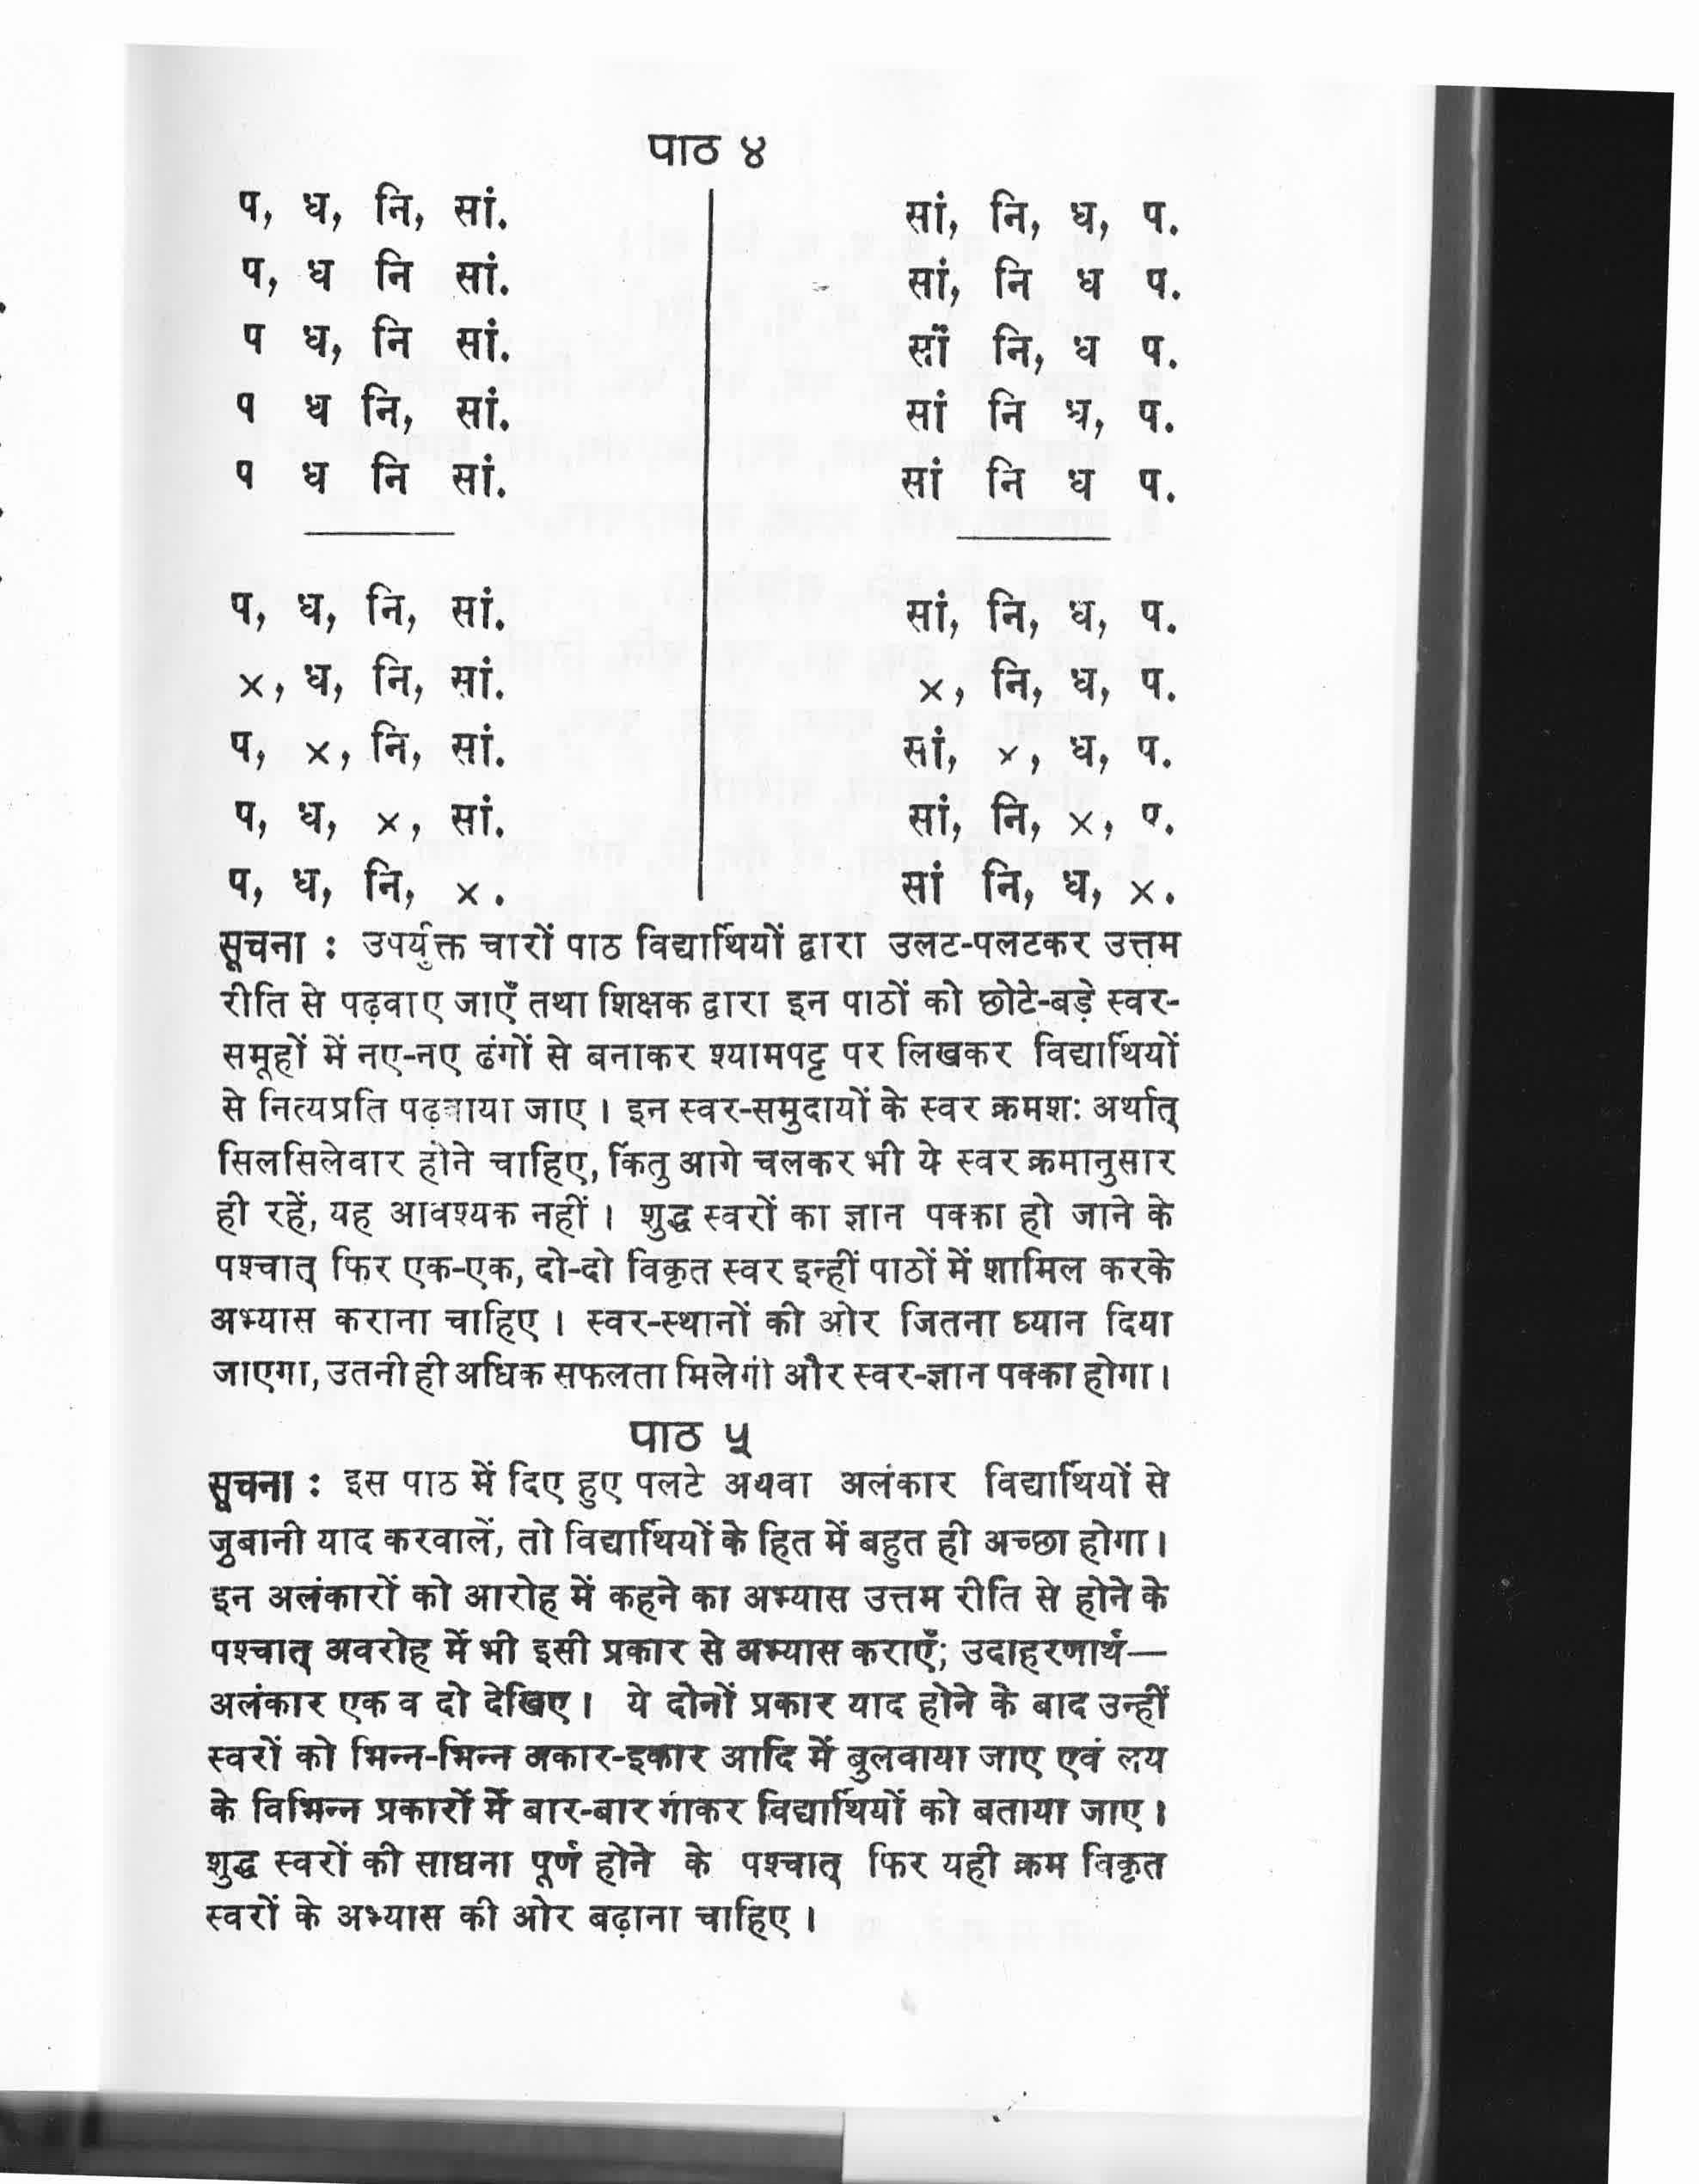 पाठ ४
प, ध, नि, सां.	सां, नि, ध, प.
प, ध नि सां.	सां, नि ध प.
प ध, नि सां.	सां नि, ध प.
प ध नि, सां.	सां नि ध, प.
प ध नि सां.	सां नि ध प.
प, ध, नि, सां.	सां, नि, ध, प.
×, ध, नि, सां.	×, नि, ध, प.
प, ×, नि, सां.	सां, ×, ध, प.
प, ध, ×, सां.	सां, नि, ×, प.
प, ध, नि, ×.	सां नि, ध, ×.
सूचना : उपर्युक्त चारों पाठ विद्यार्थियों द्वारा उलट-पलटकर उत्तम
रीति से पढ़वाए जाएँ तथा शिक्षक द्वारा इन पाठों को छोटे-बड़े स्वर-
समूहों में नए-नए ढंगों से बनाकर श्यामपट्ट पर लिखकर विद्यार्थियों
से नित्यप्रति पढ़वाया जाए । इन स्वर-समुदायों के स्वर क्रमशः अर्थात्
सिलसिलेवार होने चाहिए, किंतु आगे चलकर भी ये स्वर क्रमानुसार
ही रहें, यह आवश्यक नहीं । शुद्ध स्वरों का ज्ञान पक्का हो जाने के
पश्चात् फिर एक-एक, दो-दो विकृत स्वर इन्हीं पाठों में शामिल करके
अभ्यास कराना चाहिए । स्वर-स्थानों की ओर जितना ध्यान दिया
जाएगा, उतनी ही अधिक सफलता मिलेगी और स्वर-ज्ञान पक्का होगा ।
पाठ ५
सूचना : इस पाठ में दिए हुए पलटे अथवा अलंकार विद्यार्थियों से
जुबानी याद करवालें, तो विद्यार्थियों के हित में बहुत ही अच्छा होगा ।
इन अलंकारों को आरोह में कहने का अभ्यास उत्तम रीति से होने के
पश्चात् अवरोह में भी इसी प्रकार से अभ्यास कराएँ; उदाहरणार्थ—
अलंकार एक व दो देखिए । ये दोनों प्रकार याद होने के बाद उन्हीं
स्वरों को भिन्न-भिन्न अकार-इकार आदि में बुलवाया जाए एवं लय
के विभिन्न प्रकारों में बार-बार गाकर विद्यार्थियों को बताया जाए ।
शुद्ध स्वरों की साधना पूर्ण होने के पश्चात् फिर यही क्रम विकृत
स्वरों के अभ्यास की ओर बढ़ाना चाहिए ।